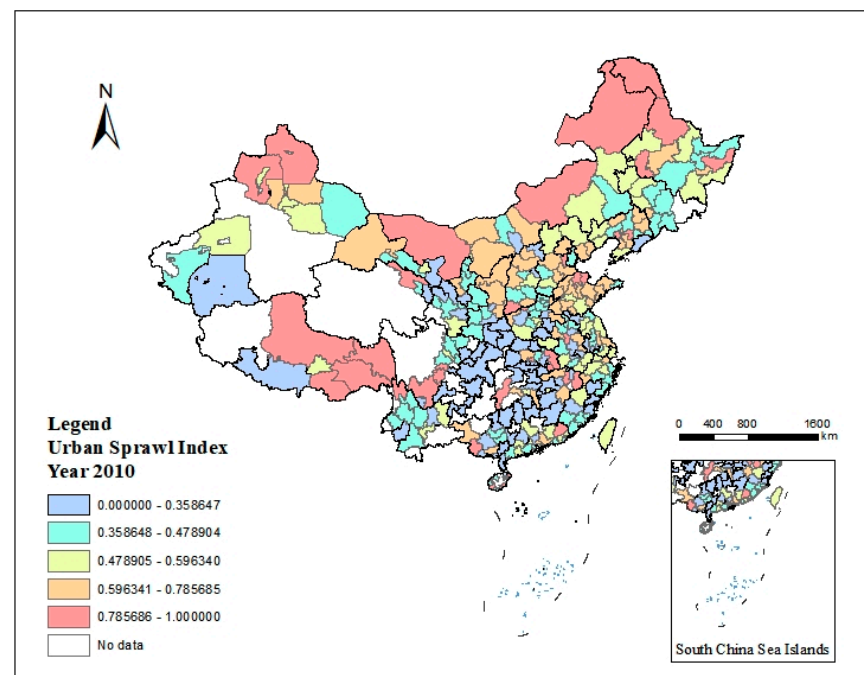 N
Legend
Urban Sprawl Index
Year 2010
0.000000 - 0.358647
0.358648 - 0.478904
0.478905 - 0.596340
0.596341 - 0.785685
0.785686 - 1.000000
No data
0 400 800 1600
km
South China Sea Islands